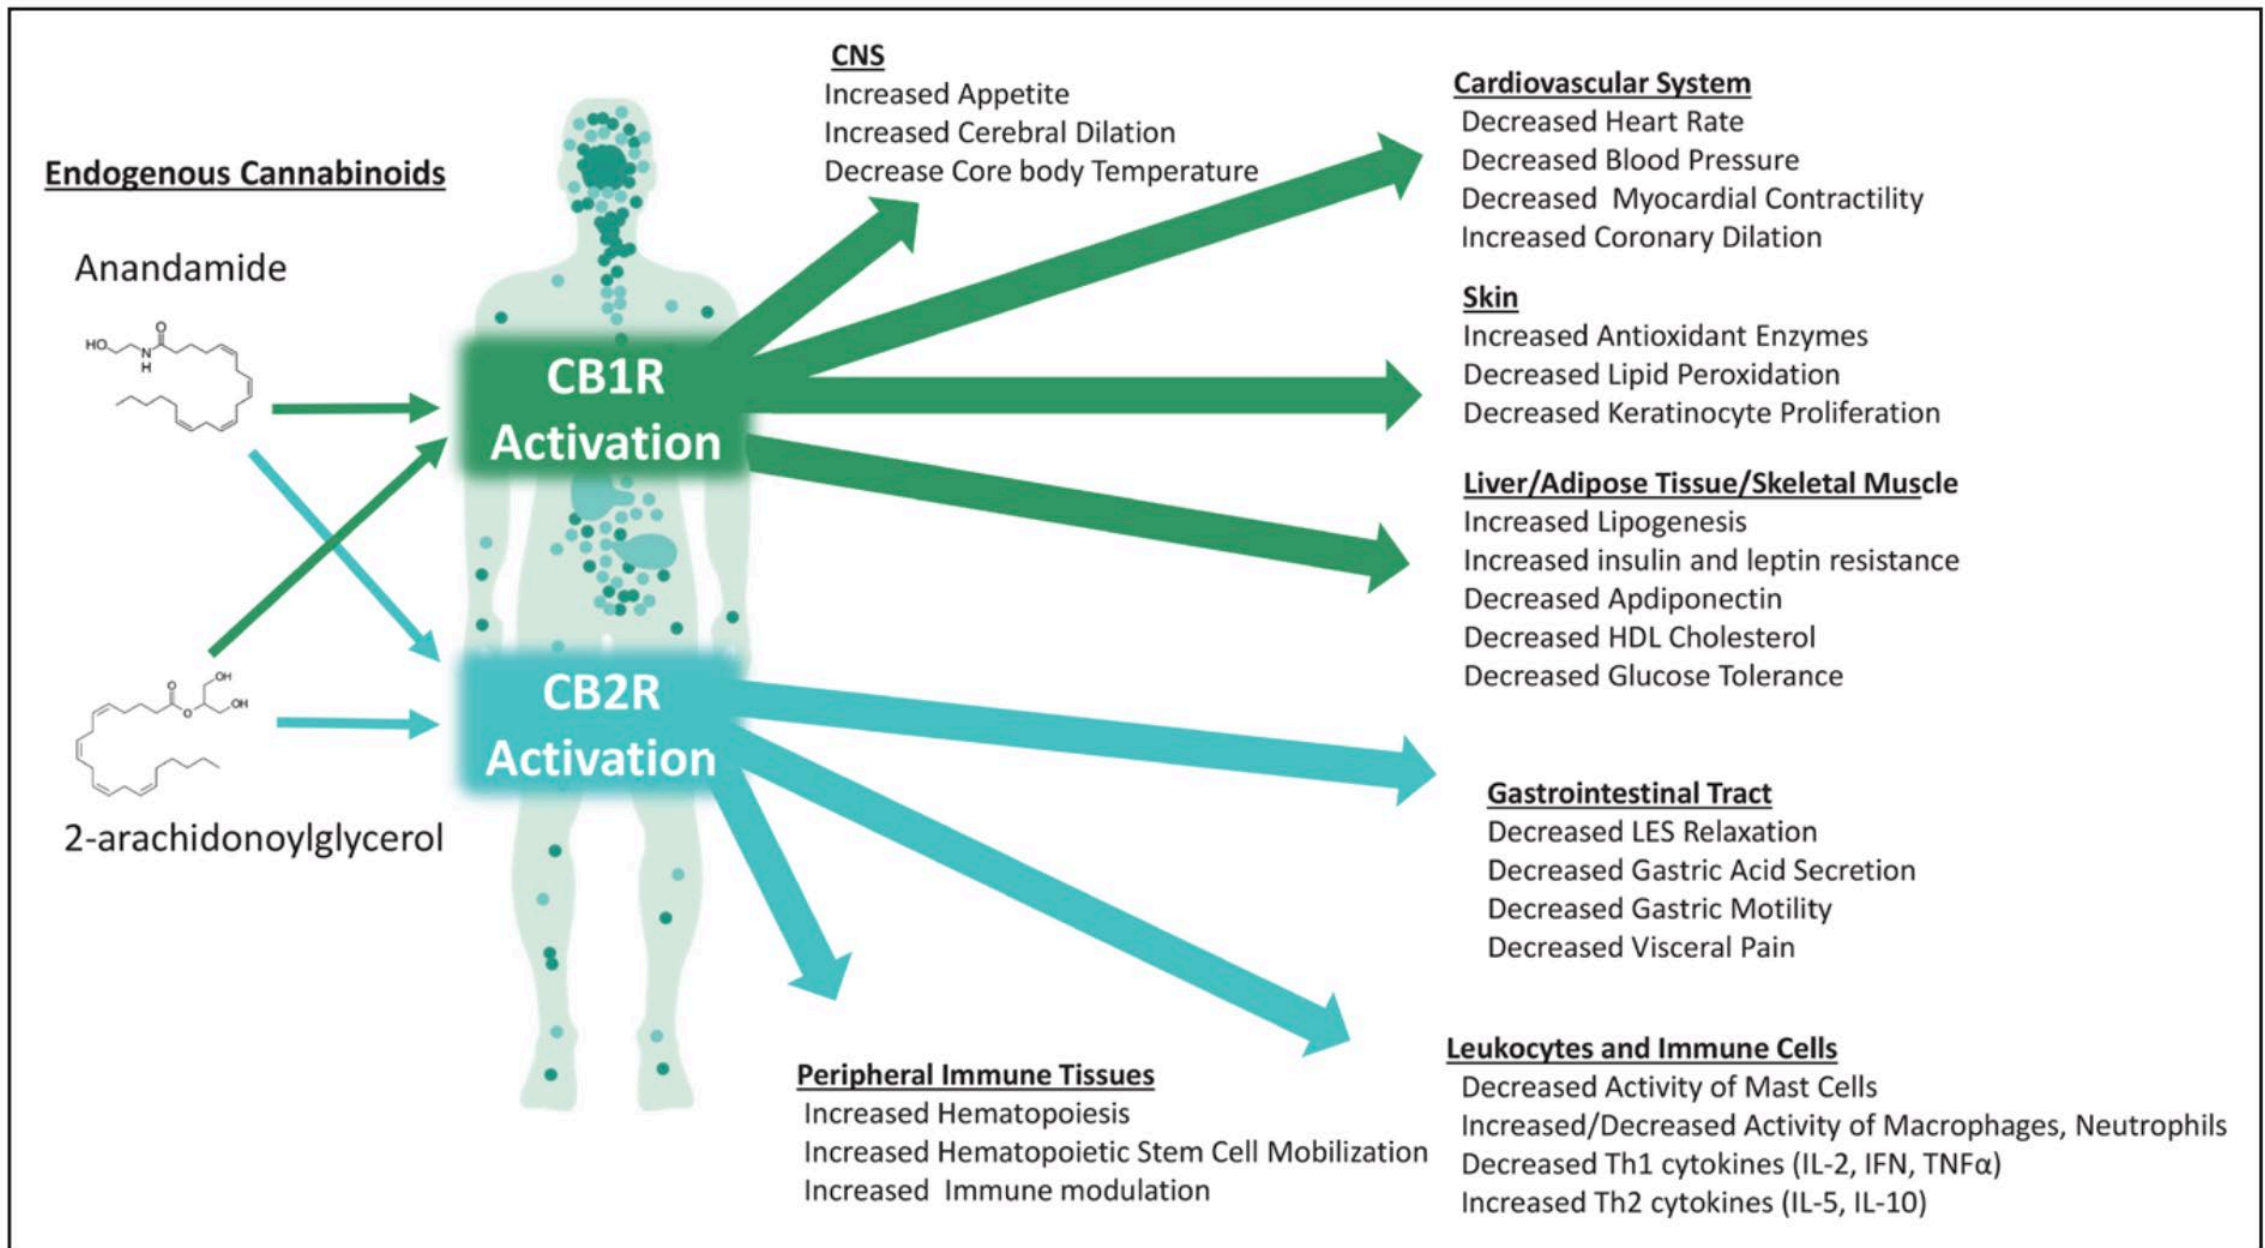 Endogenous Cannabinoids
Anandamide
HO
N
H
O
O
O
OH
OH
2-arachidonoylglycerol
CB1R
Activation
CB2R
Activation
CNS
Increased Appetite
Increased Cerebral Dilation
Decrease Core body Temperature
Cardiovascular System
Decreased Heart Rate
Decreased Blood Pressure
Decreased  Myocardial Contractility
Increased Coronary Dilation
Skin
Increased Antioxidant Enzymes
Decreased Lipid Peroxidation
Decreased Keratinocyte Proliferation
Liver/Adipose Tissue/Skeletal Muscle
Increased Lipogenesis
Increased insulin and leptin resistance
Decreased Apdiponectin
Decreased HDL Cholesterol
Decreased Glucose Tolerance
Gastrointestinal Tract
Decreased LES Relaxation
Decreased Gastric Acid Secretion
Decreased Gastric Motility
Decreased Visceral Pain
Peripheral Immune Tissues
Increased Hematopoiesis
Increased Hematopoietic Stem Cell Mobilization
Increased  Immune modulation
Leukocytes and Immune Cells
Decreased Activity of Mast Cells
Increased/Decreased Activity of Macrophages, Neutrophils
Decreased Th1 cytokines (IL-2, IFN, TNFα)
Increased Th2 cytokines (IL-5, IL-10)